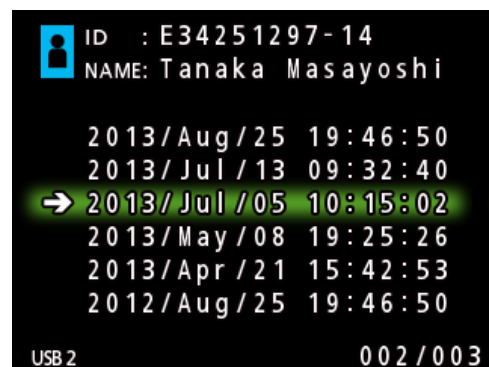 ID : E34251297-14
NAME: Tanaka Masayoshi
2013/Aug/25 19:46:50
2013/Jul/13 09:32:40
2013/Jul/05 10:15:02
2013/May/08 19:25:26
2013/Apr/21 15:42:53
2012/Aug/25 19:46:50
USB 2 002/003